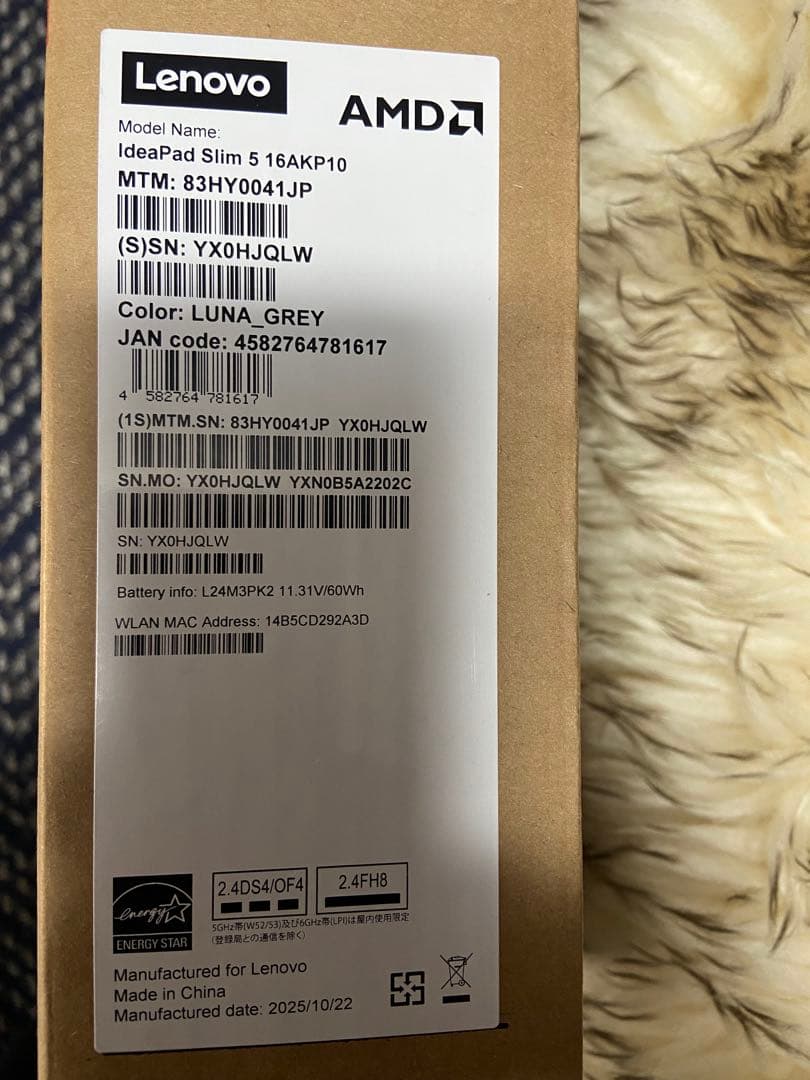 Lenovo
AMD
Model Name:
IdeaPad Slim 5 16AKP10
MTM: 83HY0041JP
(S)SN: YX0HJQLW
Color: LUNA_GREY
JAN code: 4582764781617
4 582764 781617
(1S)MTM.SN: 83HY0041JP YX0HJQLW
SN.MO: YX0HJQLW YXN0B5A2202C
SN: YX0HJQLW
Battery info: L24M3PK2 11.31V/60Wh
WLAN MAC Address: 14B5CD292A3D
energy
ENERGY STAR
2.4DS4/OF4
2.4FH8
5GHz帯(W52/53)及び6GHz帯(LPI)は屋内使用限定
(登録局との通信を除く)
Manufactured for Lenovo
Made in China
Manufactured date: 2025/10/22